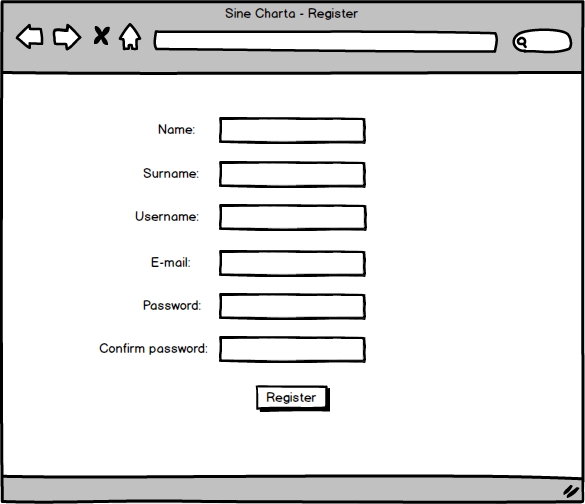 Sine Charta - Register
Name:
Surname:
Username:
E-mail:
Password:
Confirm password:
Register